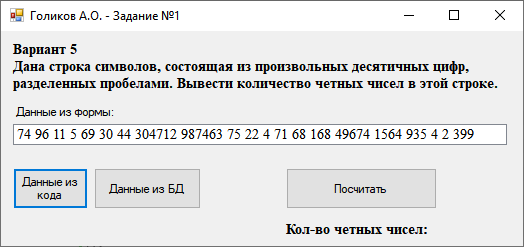 Голиков А.О. - Задание №1
Вариант 5
Дана строка символов, состоящая из произвольных десятичных цифр,
разделенных пробелами. Вывести количество четных чисел в этой строке.
Данные из формы:
74 96 11 5 69 30 44 304712 987463 75 22 4 71 68 168 49674 1564 935 4 2 399
Данные из
кода
Данные из БД
Посчитать
Кол-во четных чисел: